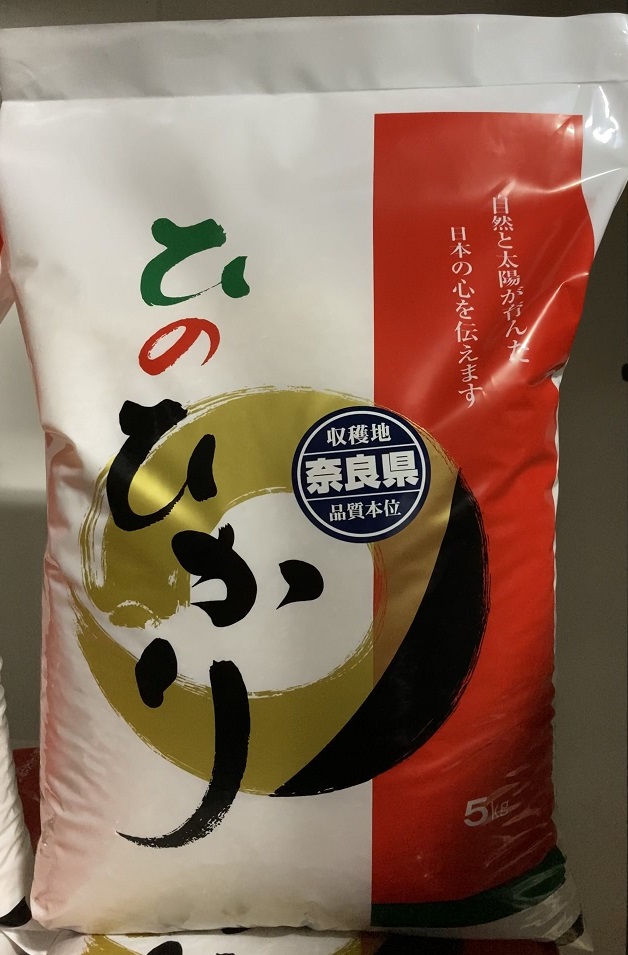 自然と太陽が育んだ
日本の心を伝えます
ひの
ひかり
収穫地
奈良県
品質本位
5kg